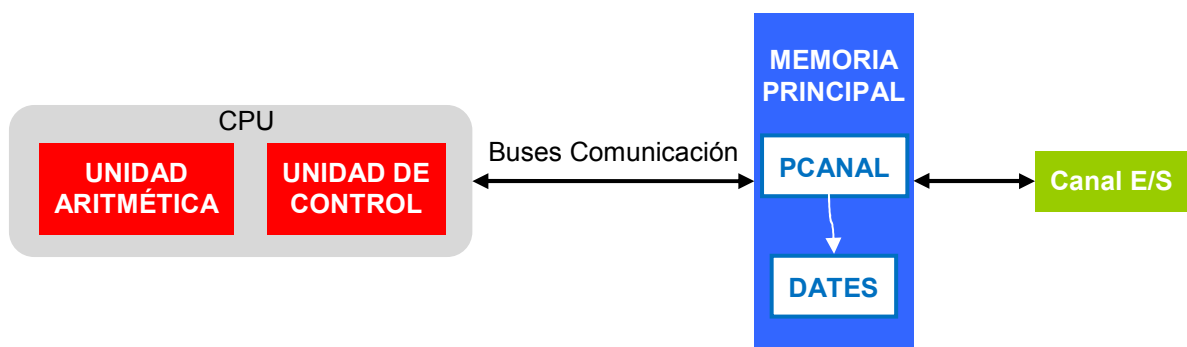 CPU
UNIDAD
ARITMÉTICA
UNIDAD DE
CONTROL
Buses Comunicación
MEMORIA
PRINCIPAL
PCANAL
DATES
Canal E/S